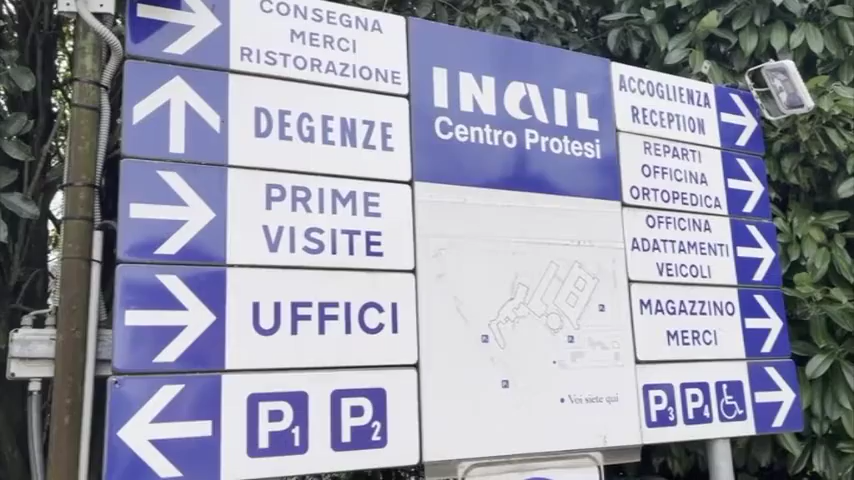 CONSEGNA
MERCI
RISTORAZIONE
DEGENZE
PRIME
VISITE
UFFICI
P1 P2
INAIL
Centro Protesi
Voi siete qui
ACCOGLIENZA
RECEPTION
REPARTI
OFFICINA
ORTOPEDICA
OFFICINA
ADATTAMENTI
VEICOLI
MAGAZZINO
MERCI
P3 P4